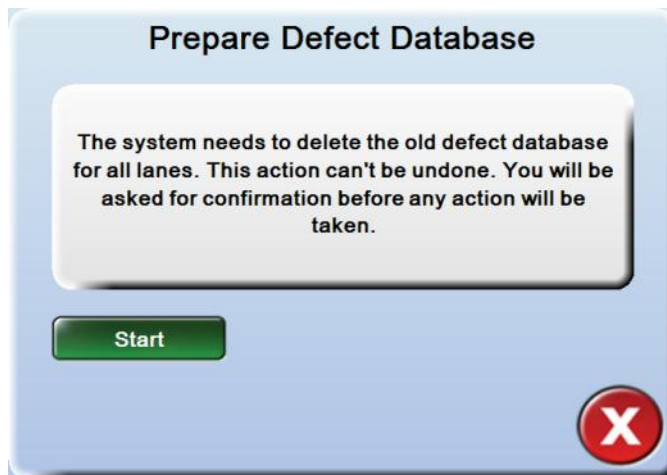 Prepare Defect Database
The system needs to delete the old defect database
for all lanes. This action can't be undone. You will be
asked for confirmation before any action will be
taken.
Start
X